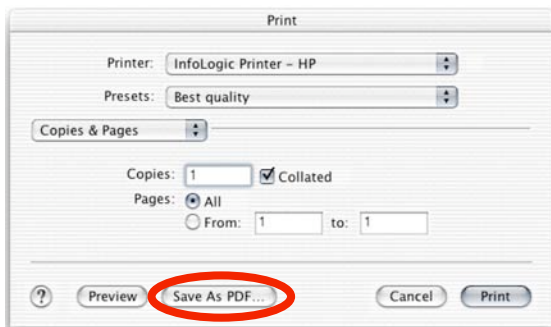 Print
Printer: InfoLogic Printer – HP
Presets: Best quality
Copies & Pages
Copies: 1 Collated
Pages: All
From: 1 to: 1
? Preview Save As PDF... Cancel Print